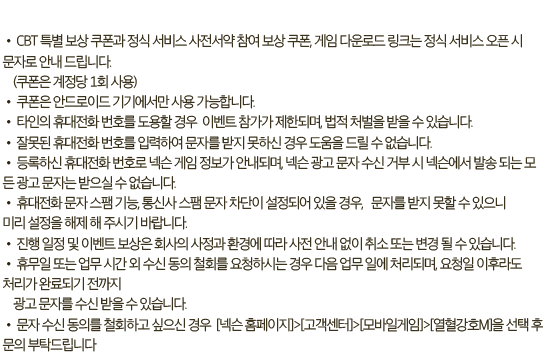 • CBT 특별 보상 쿠폰과 정식 서비스 사전서약 참여 보상 쿠폰, 게임 다운로드 링크는 정식 서비스 오픈 시
문자로 안내 드립니다.
(쿠폰은 계정당 1회 사용)
• 쿠폰은 안드로이드 기기에서만 사용 가능합니다.
• 타인의 휴대전화 번호를 도용할 경우 이벤트 참가가 제한되며, 법적 처벌을 받을 수 있습니다.
• 잘못된 휴대전화 번호를 입력하여 문자를 받지 못하신 경우 도움을 드릴 수 없습니다.
• 등록하신 휴대전화 번호로 넥슨 게임 정보가 안내되며, 넥슨 광고 문자 수신 거부 시 넥슨에서 발송 되는 모
든 광고 문자는 받으실 수 없습니다.
• 휴대전화 문자 스팸 기능, 통신사 스팸 문자 차단이 설정되어 있을 경우, 문자를 받지 못할 수 있으니
미리 설정을 해제 해 주시기 바랍니다.
• 진행 일정 및 이벤트 보상은 회사의 사정과 환경에 따라 사전 안내 없이 취소 또는 변경 될 수 있습니다.
• 휴무일 또는 업무 시간 외 수신 동의 철회를 요청하시는 경우 다음 업무 일에 처리되며, 요청일 이후라도
처리가 완료되기 전까지
광고 문자를 수신 받을 수 있습니다.
• 문자 수신 동의를 철회하고 싶으신 경우 [넥슨 홈페이지]>[고객센터]>[모바일게임]>[열혈강호M]을 선택 후
문의 부탁드립니다